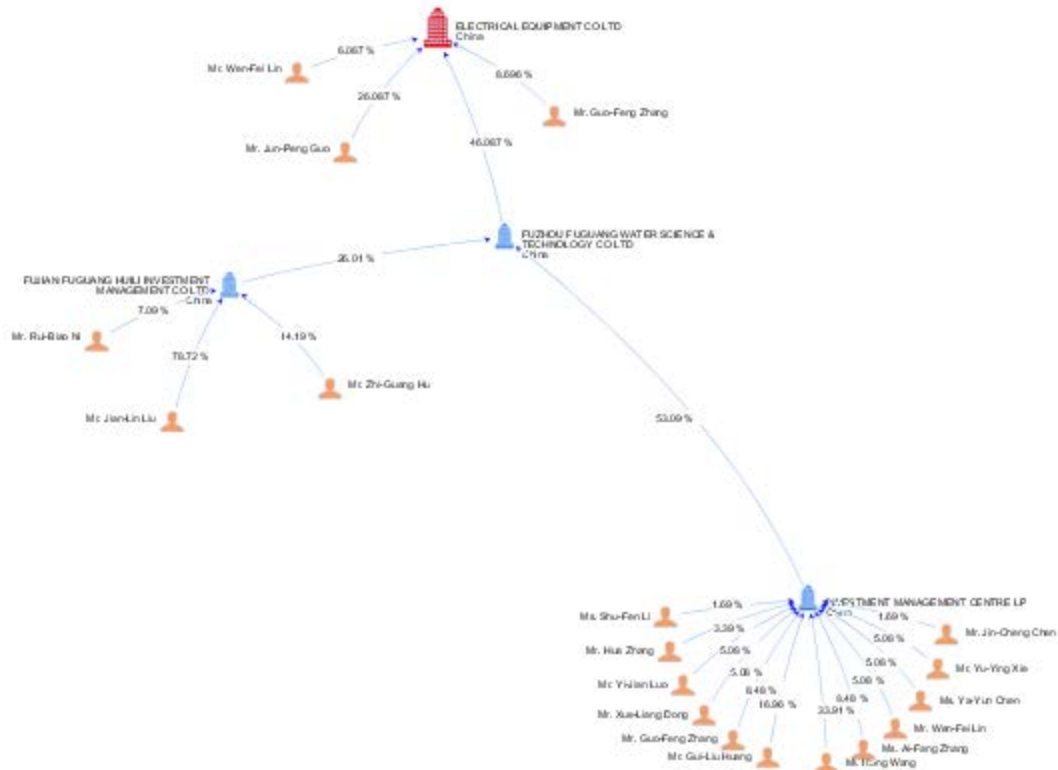 ELECTRICAL EQUIPMENT CO LTD
China
6.087 %
Mr. Wen-Fei Lin
8.696 %
26.087 %
Mr. Guo-Feng Zhang
Mr. Jun-Peng Guo
46.087 %
FUZHOU FUGUANG WATER SCIENCE &
TECHNOLOGY CO LTD
China
26.01 %
FUJIAN FUGUANG HUILI INVESTMENT
MANAGEMENT CO LTD
China
7.09 %
Mr. Rui-Biao Ni
14.19 %
78.72 %
Mr. Zhi-Guang Hu
Mr. Jian-Lin Liu
53.09 %
INVESTMENT MANAGEMENT CENTRE LP
China
1.69 %
1.69 %
Ms. Shu-Fen Li
Mr. Jin-Cheng Chen
3.39 %
5.08 %
Mr. Hua Zhang
5.08 %
5.08 %
Mr. Yu-Ying Xie
5.08 %
5.08 %
Mr. Yi-Jian Luo
8.48 %
8.48 %
Ms. Ya-Yun Chen
16.96 %
33.91 %
Mr. Xue-Liang Dong
Mr. Wen-Fei Lin
Mr. Guo-Feng Zhang
Ms. Ai-Fang Zhang
Mr. Gui-Liu Huang
Wang